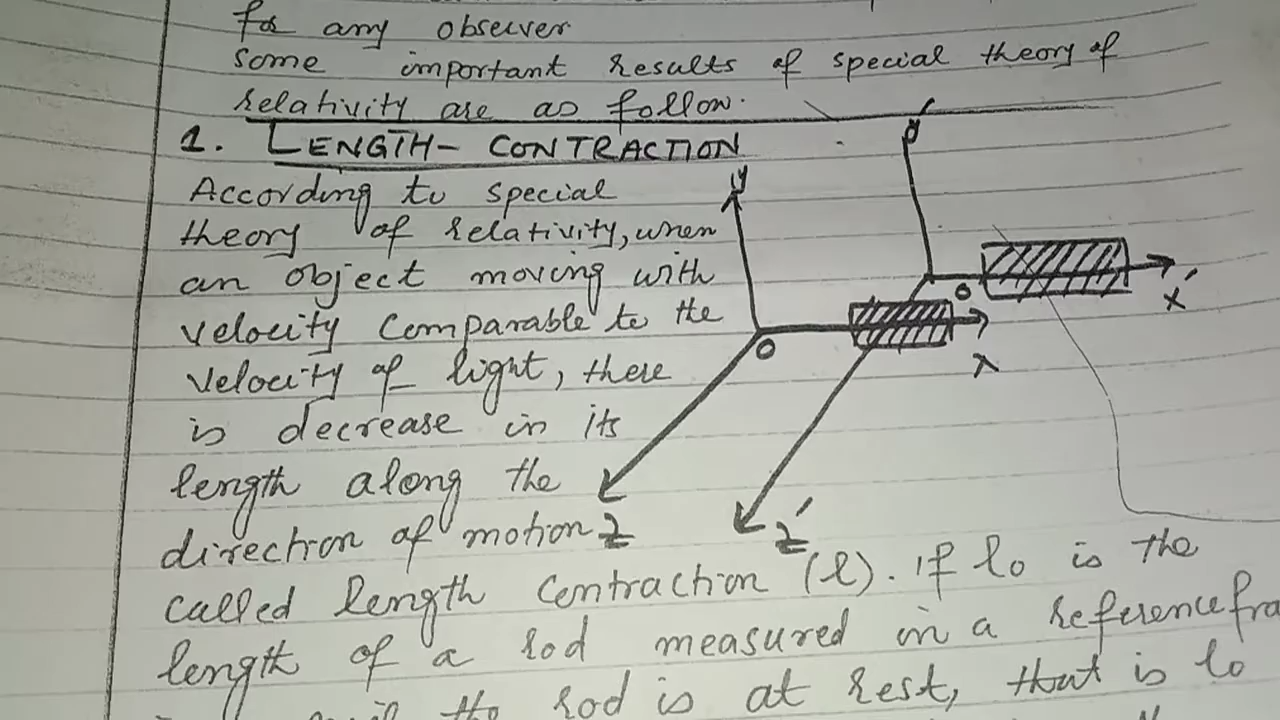 for any observer
some important results of special theory of
relativity are as follow.
1. LENGTH- CONTRACTION
According to special
theory of relativity, when
an object moving with
velocity comparable to the
velocity of light, there
is decrease in its
length along the
direction of motion
called length contraction (l). if lo is the
length of a rod measured in a reference fra
the rod is at rest, that is lo
y
o
z
x'
o
z'